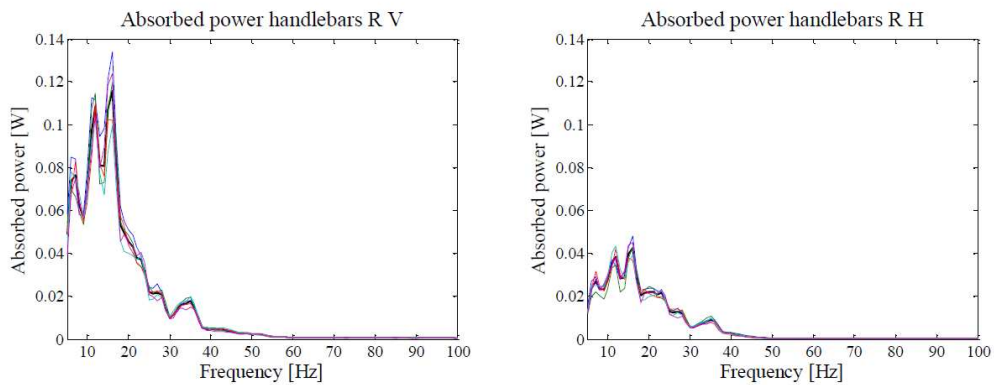 Absorbed power handlebars R V
0.14
0.12
0.1
0.08
0.06
0.04
0.02
0
Absorbed power [W]
10 20 30 40 50 60 70 80 90 100
Frequency [Hz]
Absorbed power handlebars R H
0.14
0.12
0.1
0.08
0.06
0.04
0.02
0
Absorbed power [W]
10 20 30 40 50 60 70 80 90 100
Frequency [Hz]